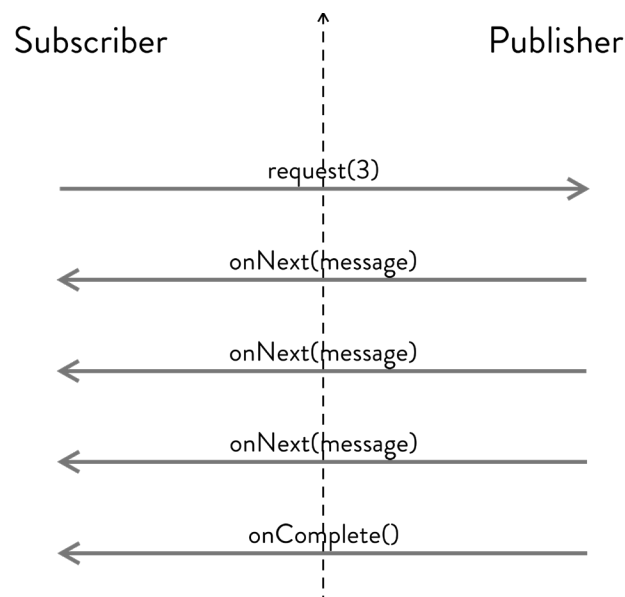 Subscriber
Publisher
request(3)
onNext(message)
onNext(message)
onNext(message)
onComplete()